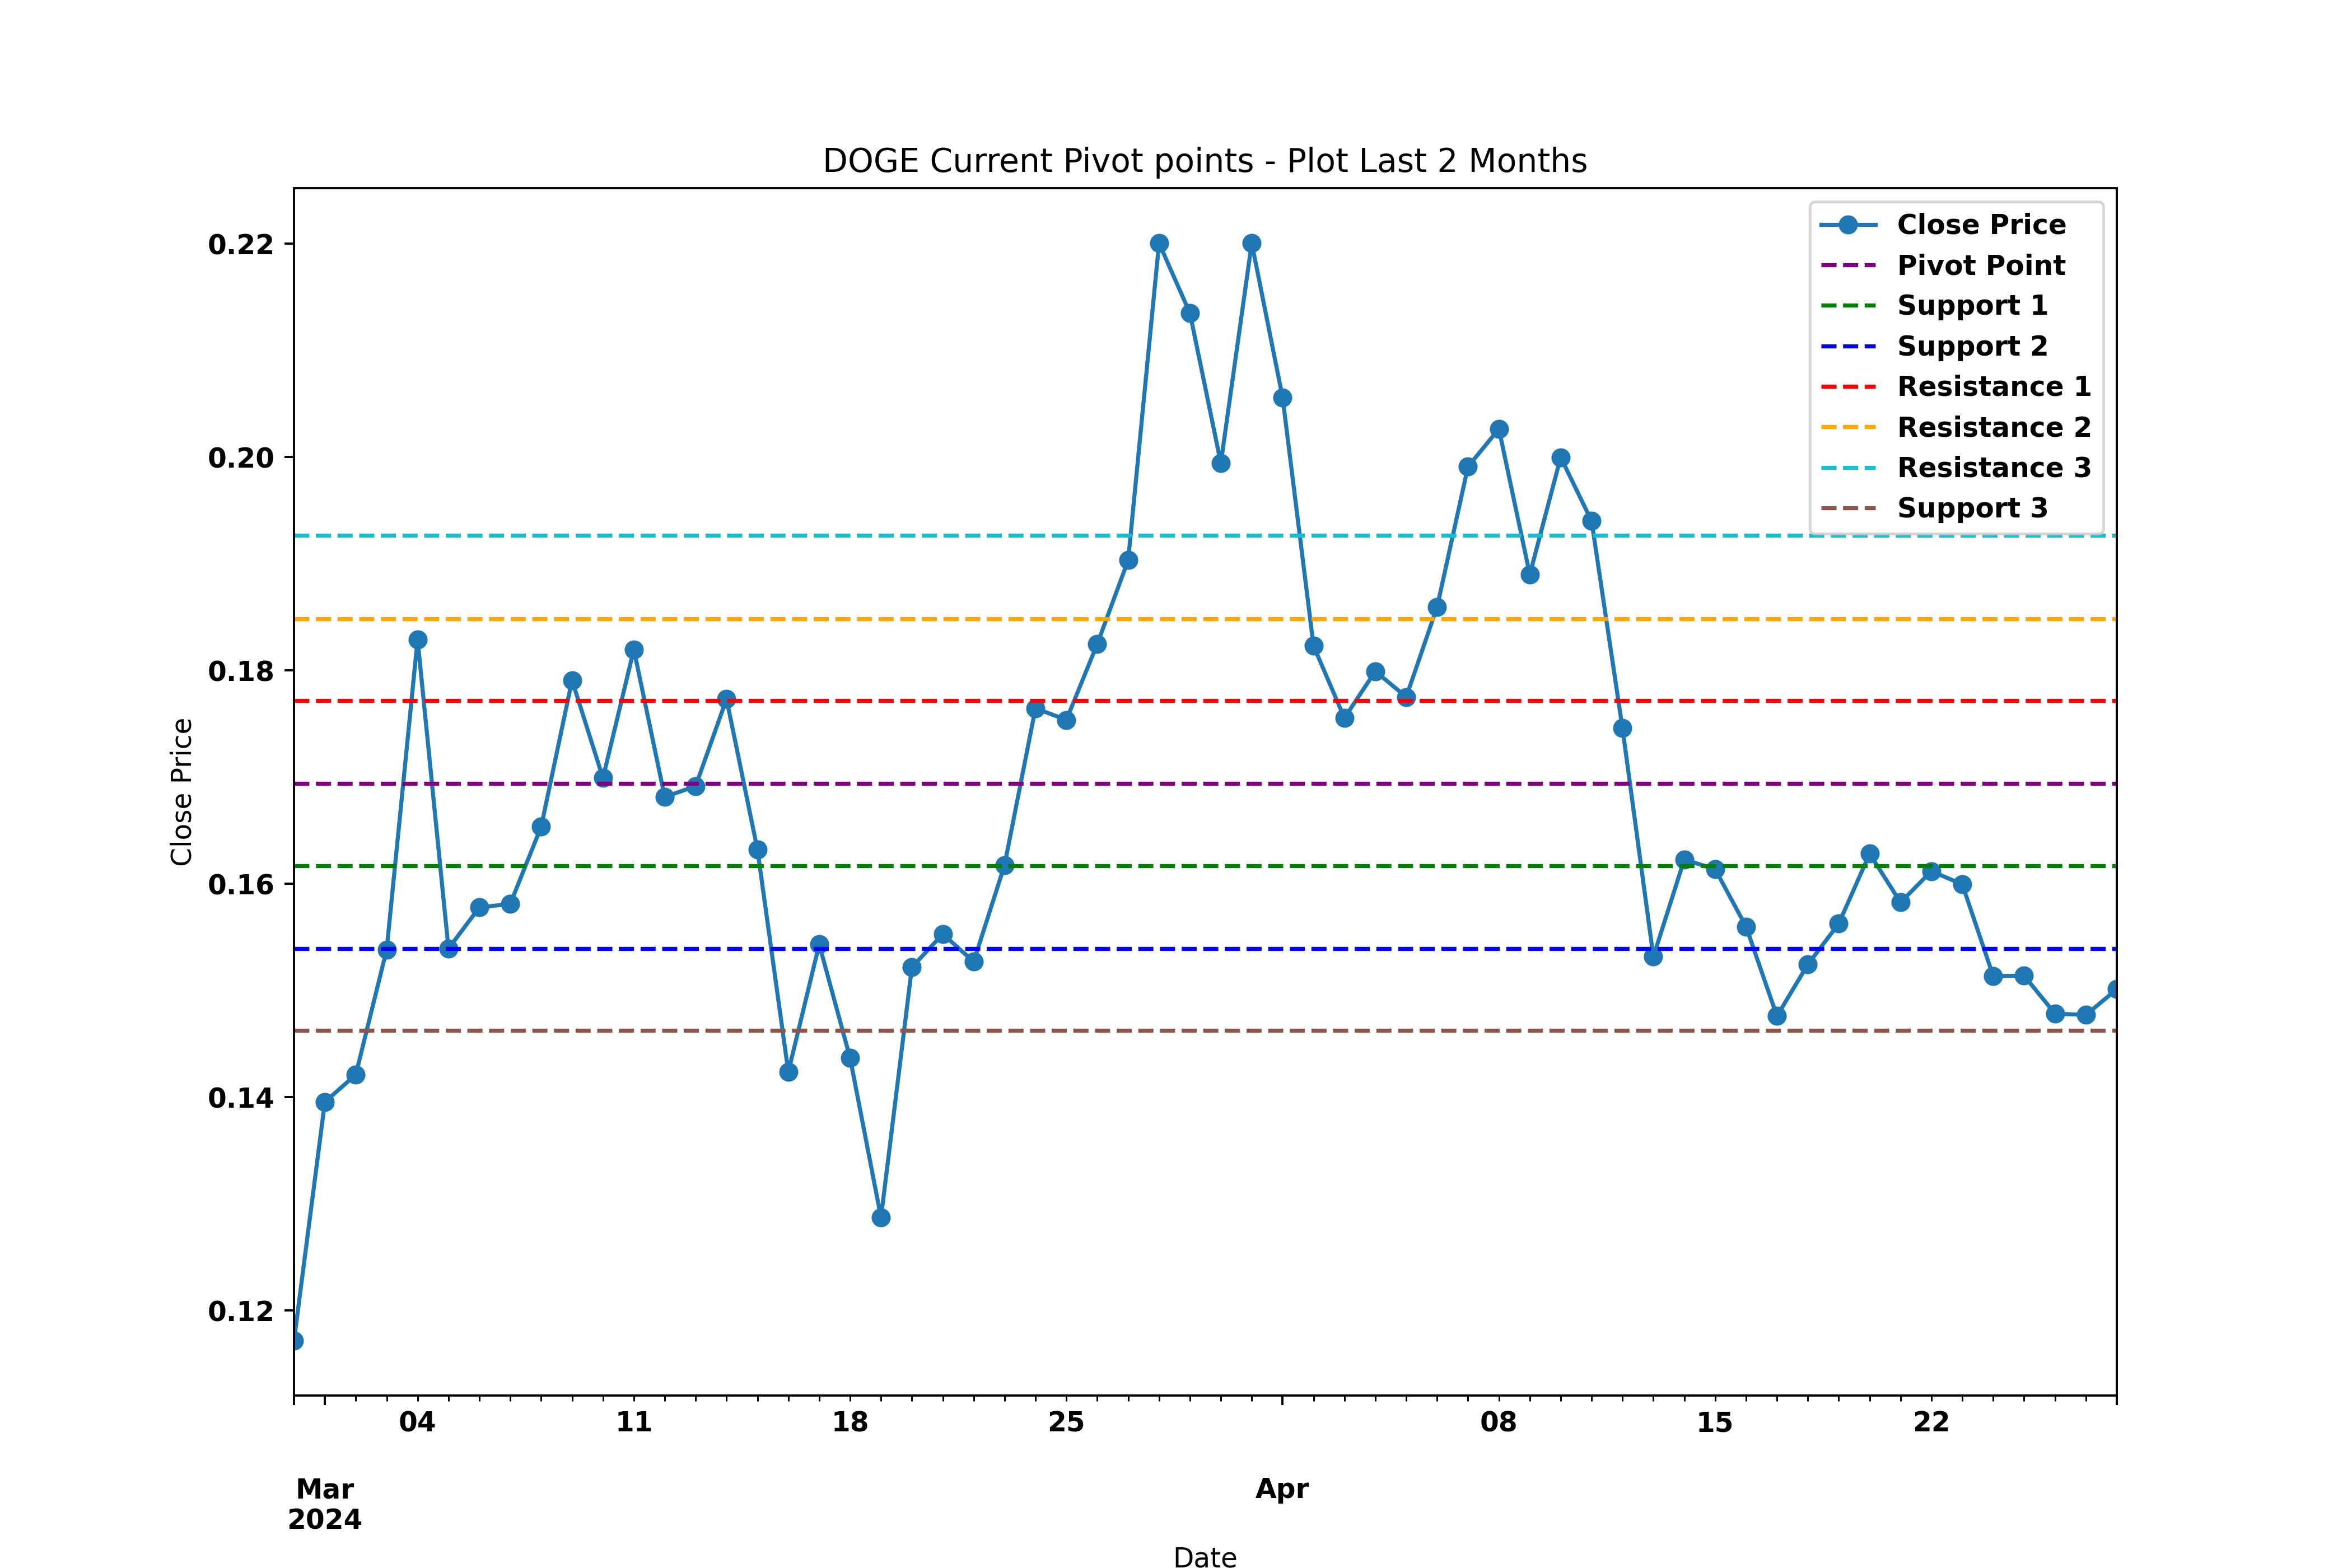 DOGE Current Pivot points - Plot Last 2 Months
Close Price
Pivot Point
Support 1
Support 2
Resistance 1
Resistance 2
Resistance 3
Support 3
0.22
0.20
0.18
0.16
0.14
0.12
Close Price
04 11 18 25 08 15 22
Mar Apr
2024
Date